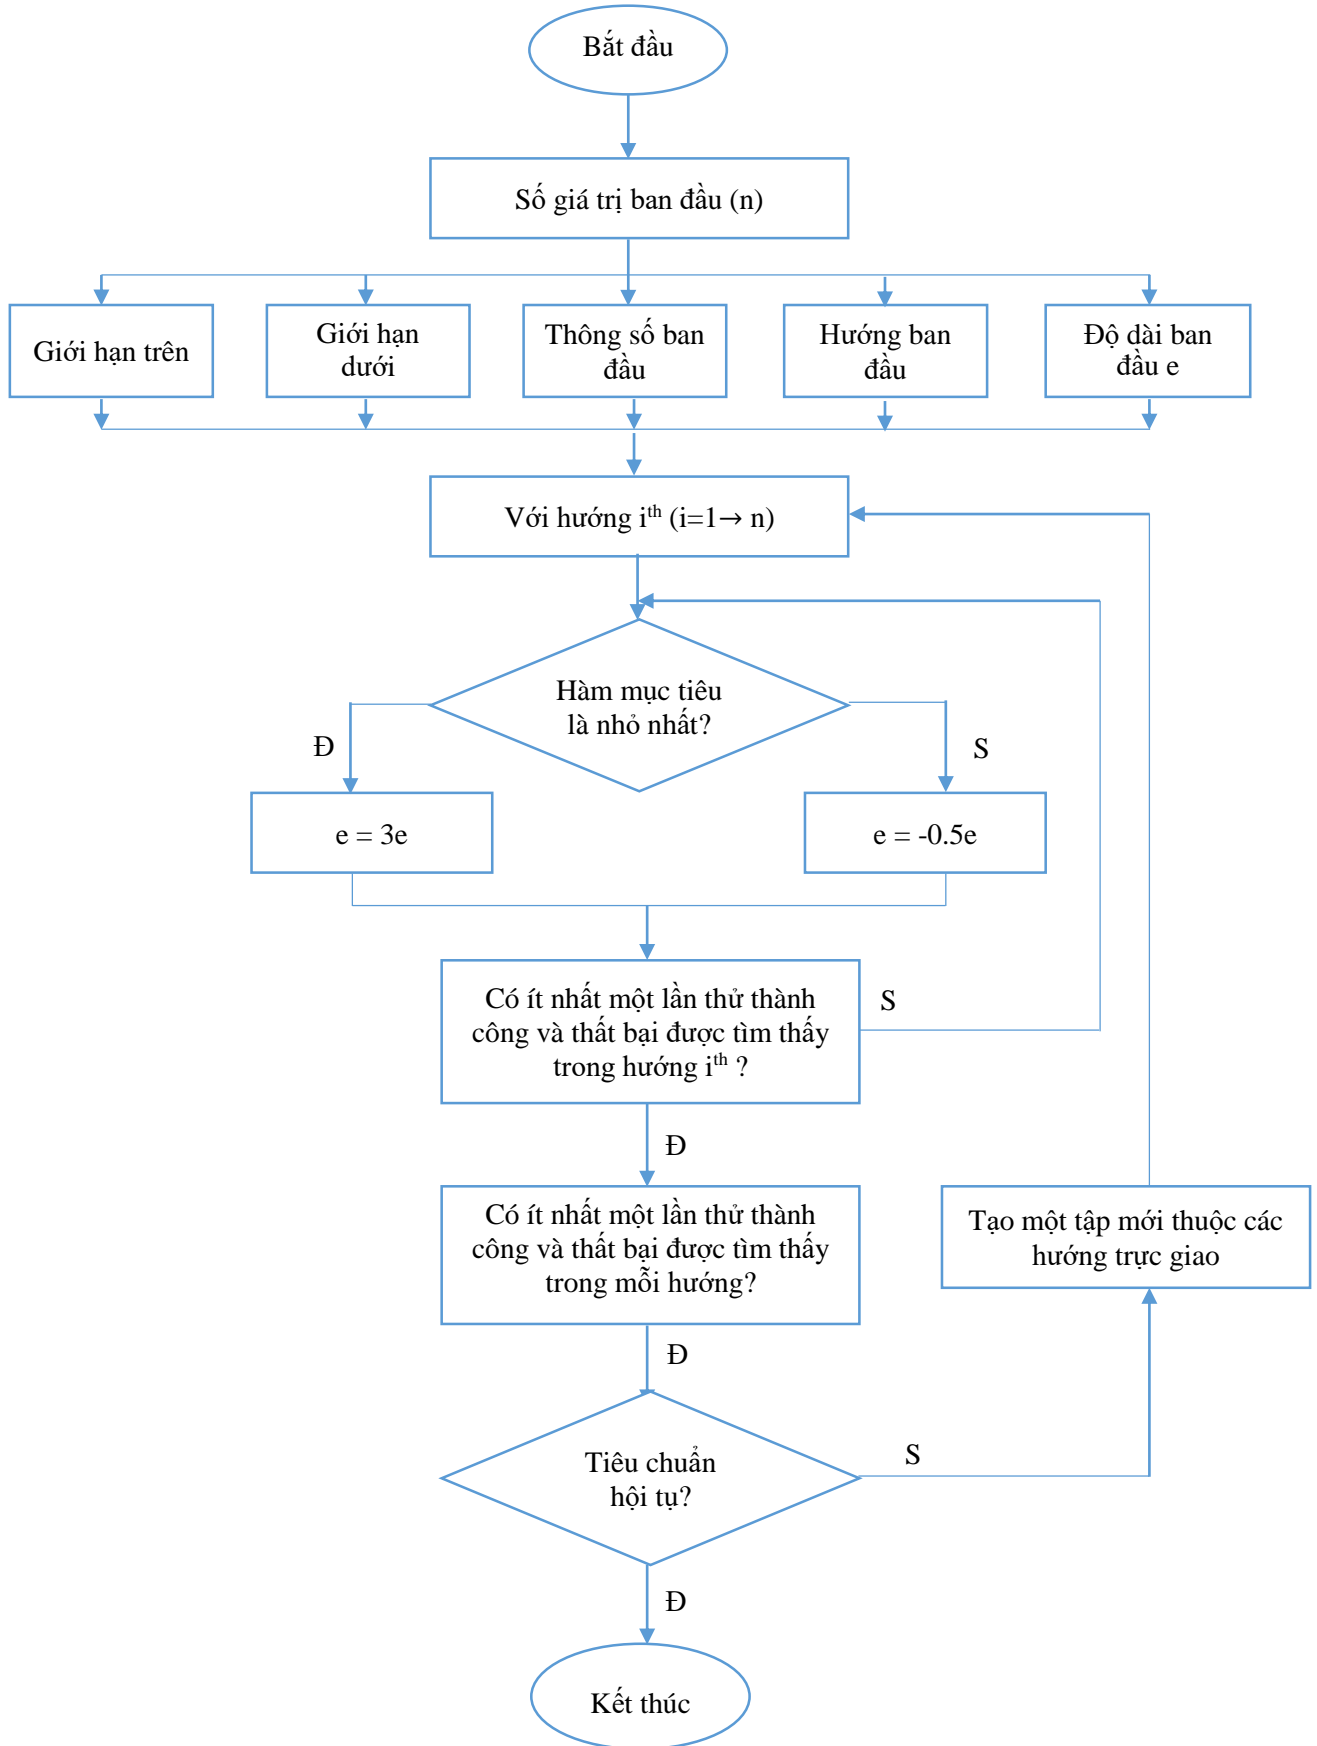 Bắt đầu
Số giá trị ban đầu (n)
Giới hạn trên
Giới hạn
dưới
Thông số ban
đầu
Hướng ban
đầu
Độ dài ban
đầu e
Với hướng iᵗʰ (i=1→ n)
Hàm mục tiêu
là nhỏ nhất?
Đ
S
e = 3e
e = -0.5e
Có ít nhất một lần thử thành
công và thất bại được tìm thấy
trong hướng iᵗʰ ?
S
Đ
Có ít nhất một lần thử thành
công và thất bại được tìm thấy
trong mỗi hướng?
Tạo một tập mới thuộc các
hướng trực giao
Đ
Tiêu chuẩn
hội tụ?
S
Đ
Kết thúc